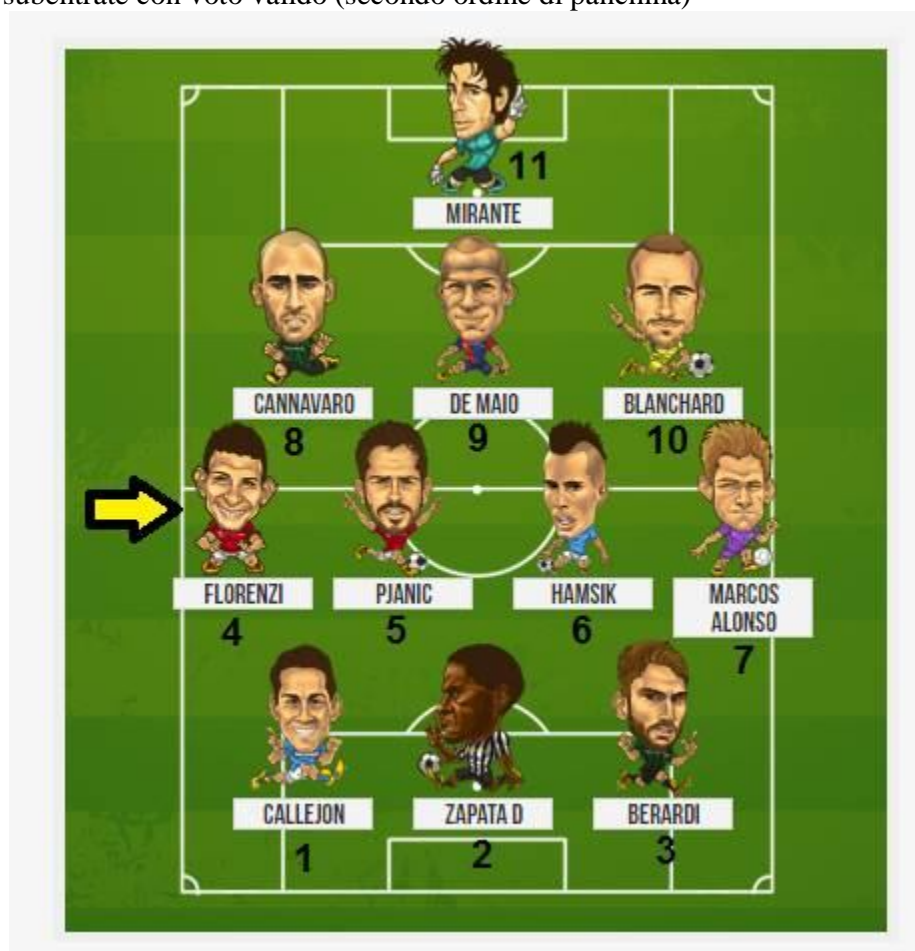 subentrate con voto valido (secondo ordine di panchina)
11
MIRANTE
CANNAVARO DE MAIO BLANCHARD
8 9 10
FLORENZI PJANIC HAMSIK MARCOS
ALONSO
4 5 6 7
CALLEJON ZAPATA D BERARDI
1 2 3